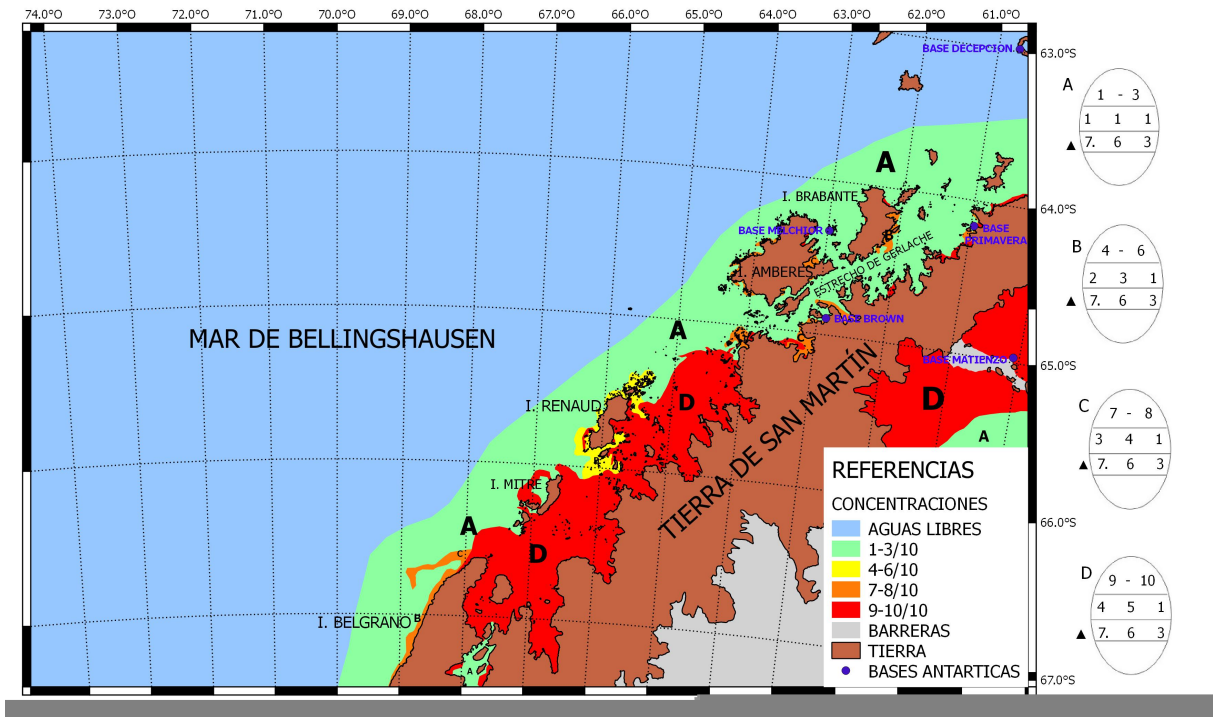 74.0°O 73.0°O 72.0°O 71.0°O 70.0°O 69.0°O 68.0°O 67.0°O 66.0°O 65.0°O 64.0°O 63.0°O 62.0°O 61.0°O
BASE DECEPCION
63.0°S
A
I. BRABANTE
64.0°S
BASE MELCHIOR
B
BASE
PRIMAVERA
ESTRECHO DE GERLACHE
I. AMBERES
BASE BROWN
A
C
MAR DE BELLINGSHAUSEN
BASE MATIENZO
65.0°S
TIERRA DE SAN MARTÍN
D
D
I. RENAUD
A
B
I. MITRE
66.0°S
A
D
C
I. BELGRANO
B
A
67.0°S
REFERENCIAS
CONCENTRACIONES
AGUAS LIBRES
1-3/10
4-6/10
7-8/10
9-10/10
BARRERAS
TIERRA
BASES ANTARTICAS
A
1 - 3
1 1 1
▲ 7. 6 3
B
4 - 6
2 3 1
▲ 7. 6 3
C
7 - 8
3 4 1
▲ 7. 6 3
D
9 - 10
4 5 1
▲ 7. 6 3